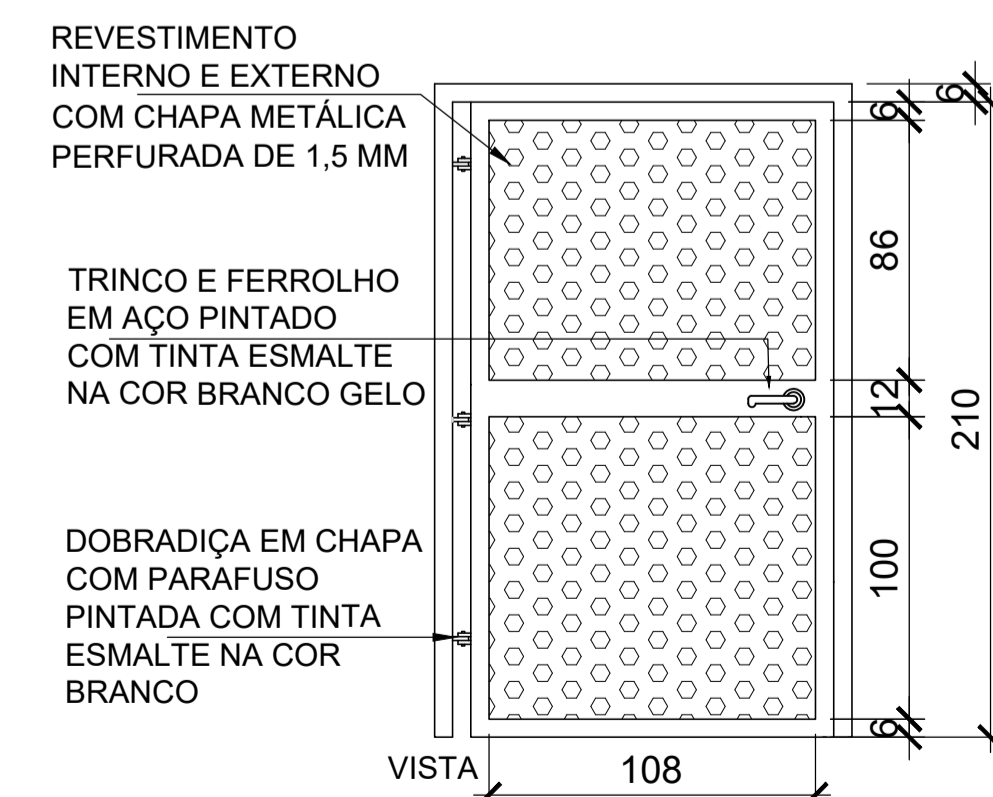 REVESTIMENTO
INTERNO E EXTERNO
COM CHAPA METÁLICA
PERFURADA DE 1,5 MM
TRINCO E FERROLHO
EM AÇO PINTADO
COM TINTA ESMALTE
NA COR BRANCO GELO
DOBRADIÇA EM CHAPA
COM PARAFUSO
PINTADA COM TINTA
ESMALTE NA COR
BRANCO
VISTA
108
6
6
86
12
210
100
6